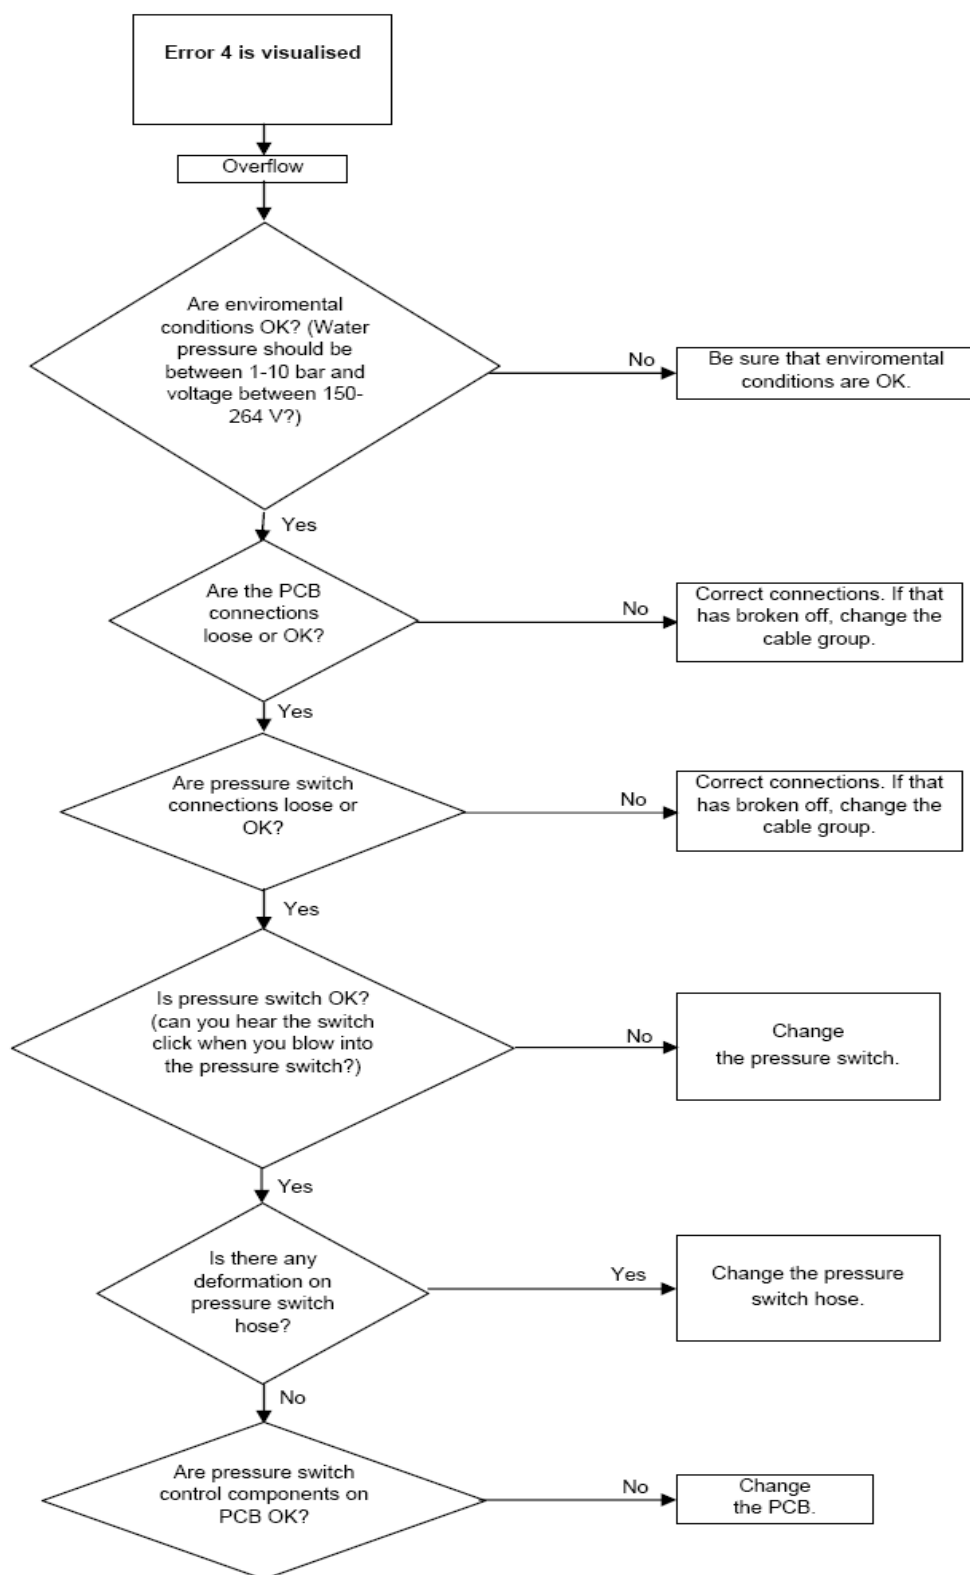 Error 4 is visualised
Overflow
Are enviromental
conditions OK? (Water
pressure should be
between 1-10 bar and
voltage between 150-
264 V?)
No
Be sure that enviromental
conditions are OK.
Yes
Are the PCB
connections
loose or OK?
No
Correct connections. If that
has broken off, change the
cable group.
Yes
Are pressure switch
connections loose or
OK?
No
Correct connections. If that
has broken off, change the
cable group.
Yes
Is pressure switch OK?
(can you hear the switch
click when you blow into
the pressure switch?)
No
Change
the pressure switch.
Yes
Is there any
deformation on
pressure switch
hose?
Yes
Change the pressure
switch hose.
No
Are pressure switch
control components on
PCB OK?
No
Change
the PCB.